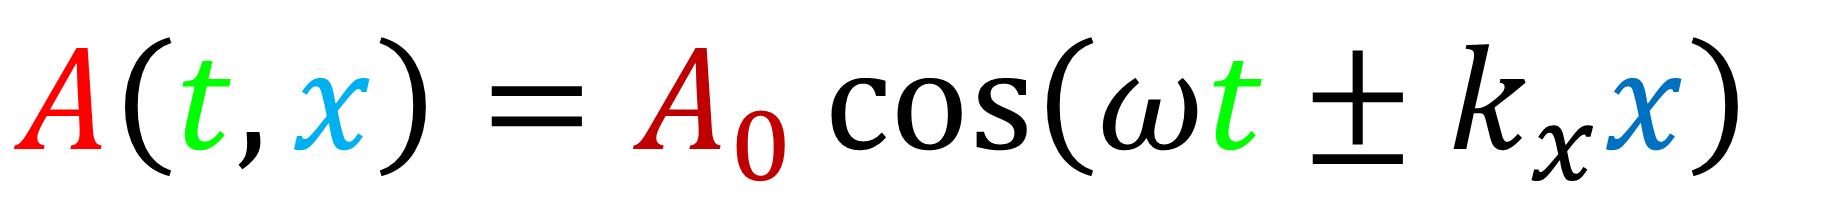 A(t, x) = A₀ cos(ωt ± kₓx)